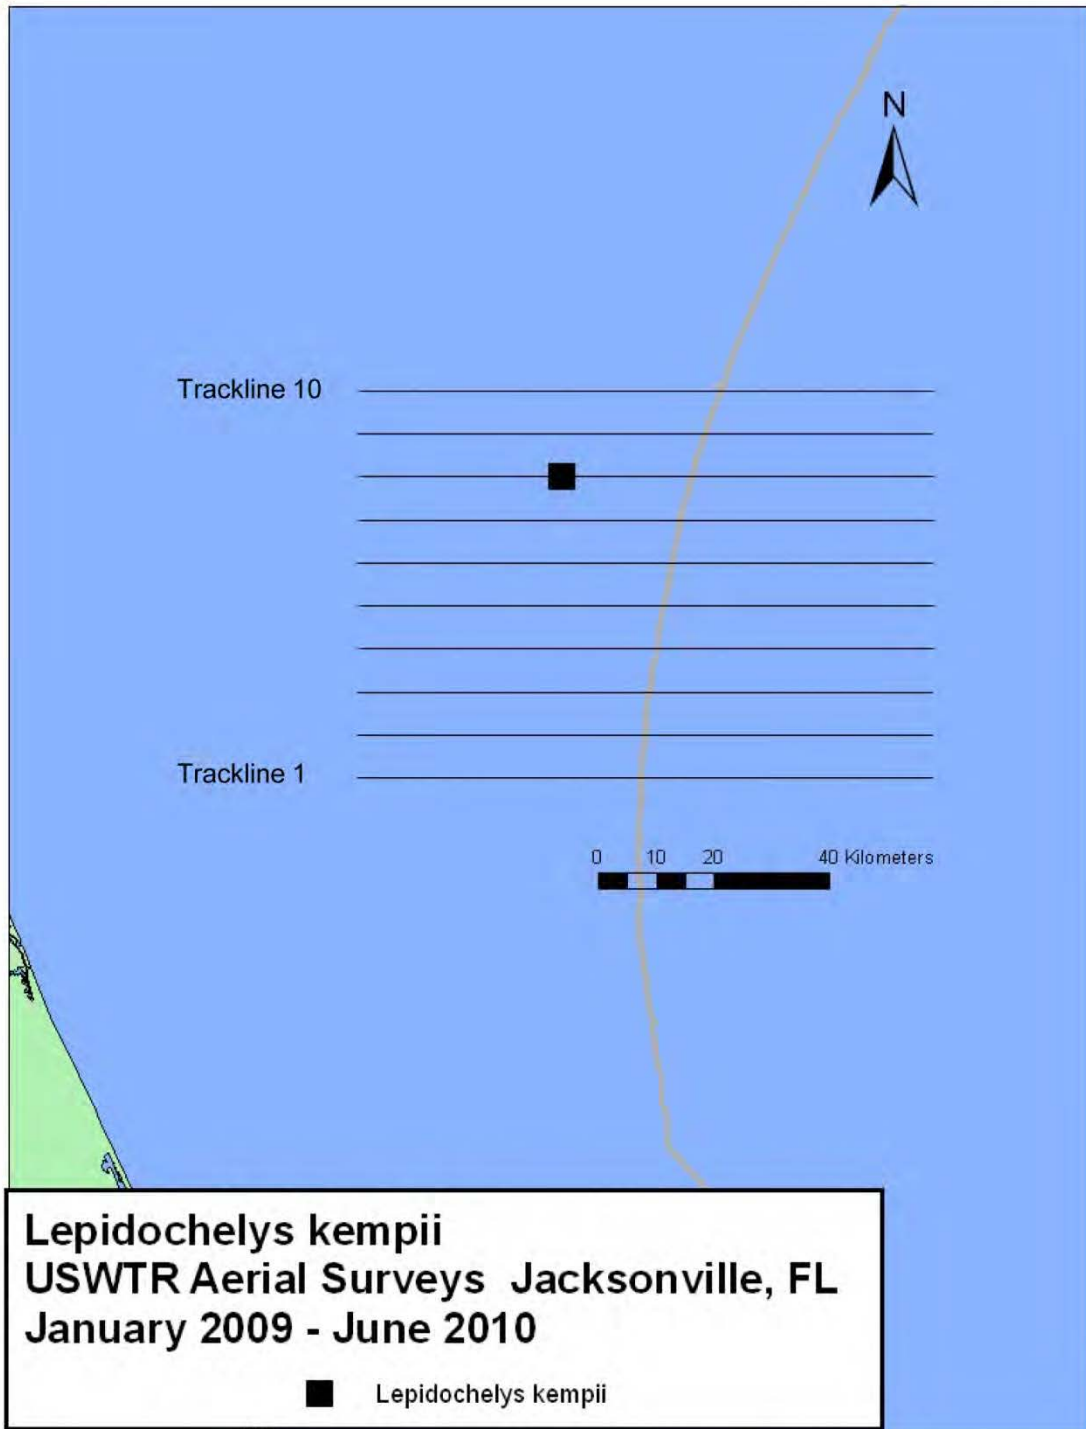 N
Trackline 10
Trackline 1
0 10 20 40 Kilometers
Lepidochelys kempii
USWTR Aerial Surveys Jacksonville, FL
January 2009 - June 2010
Lepidochelys kempii